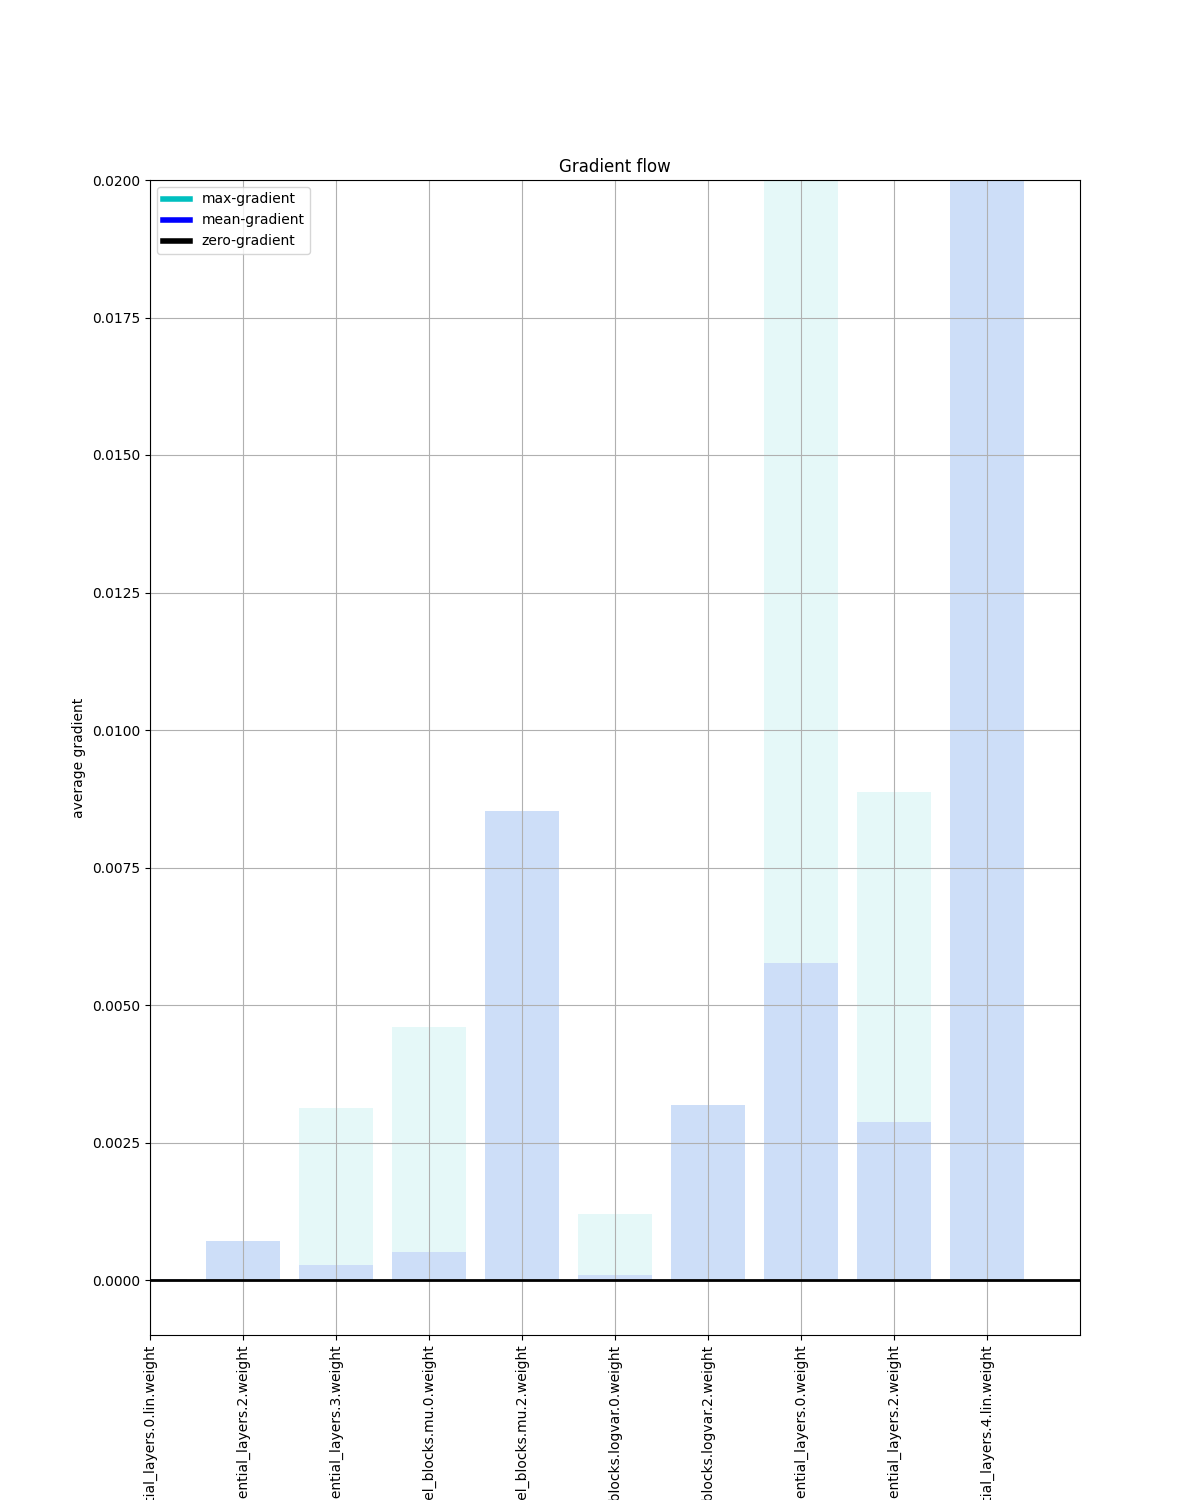 Gradient flow
max-gradient
mean-gradient
zero-gradient
average gradient
0.0200
0.0175
0.0150
0.0125
0.0100
0.0075
0.0050
0.0025
0.0000
tial_layers.0.lin.weight
ential_layers.2.weight
ential_layers.3.weight
el_blocks.mu.0.weight
el_blocks.mu.2.weight
blocks.logvar.0.weight
blocks.logvar.2.weight
ential_layers.0.weight
ential_layers.2.weight
tial_layers.4.lin.weight